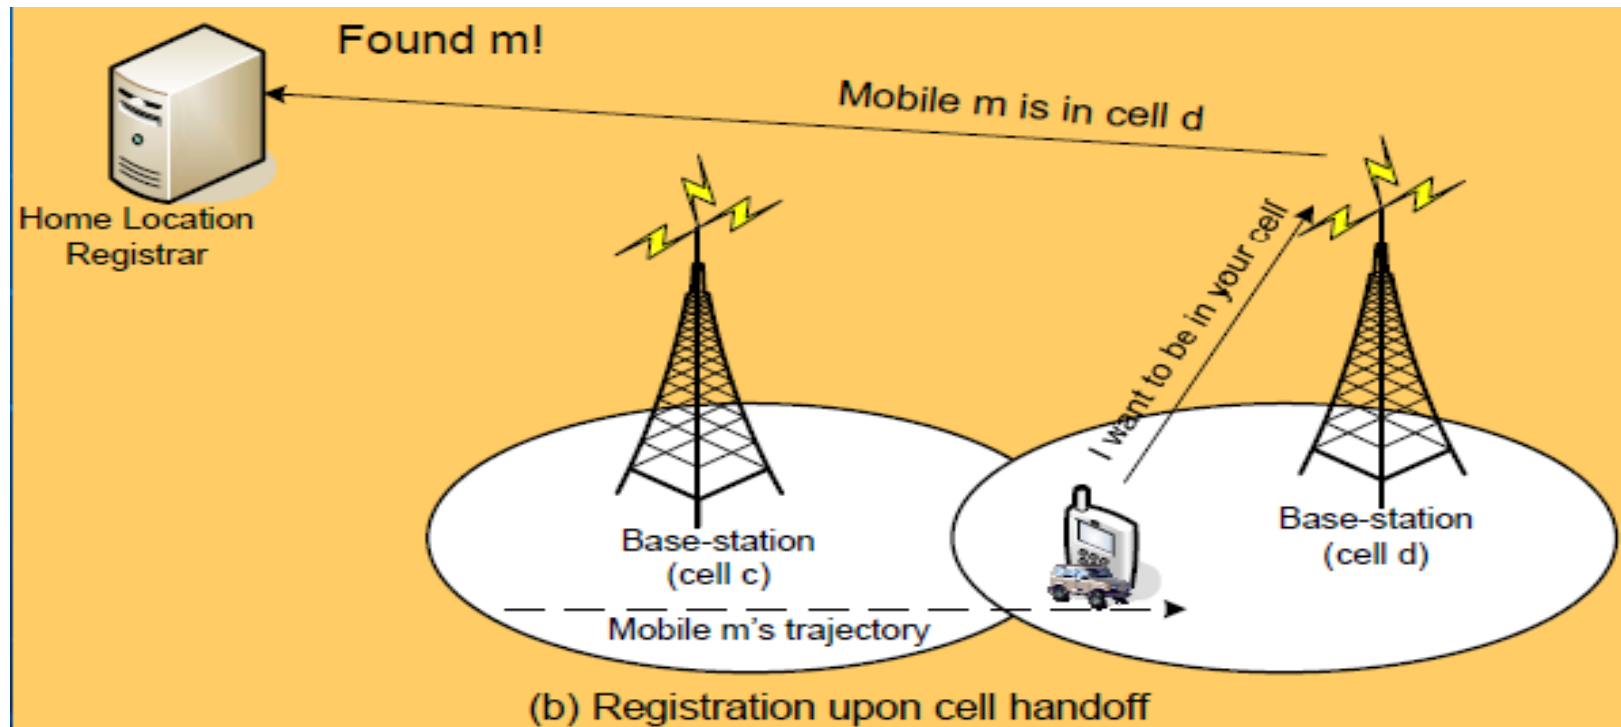 Found m!
Mobile m is in cell d
Home Location
Registrar
I want to be in your cell
Base-station
(cell c)
Base-station
(cell d)
Mobile m's trajectory
(b) Registration upon cell handoff